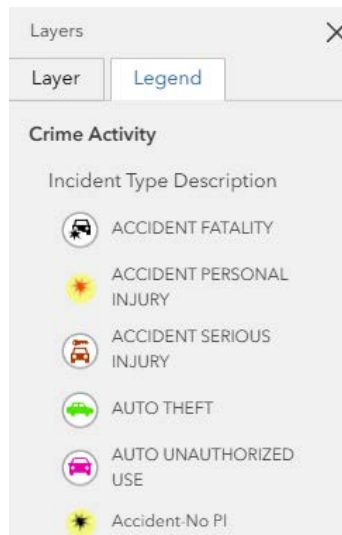 Layers
Layer Legend
Crime Activity
Incident Type Description
ACCIDENT FATALITY
ACCIDENT PERSONAL
INJURY
ACCIDENT SERIOUS
INJURY
AUTO THEFT
AUTO UNAUTHORIZED
USE
Accident-No PI